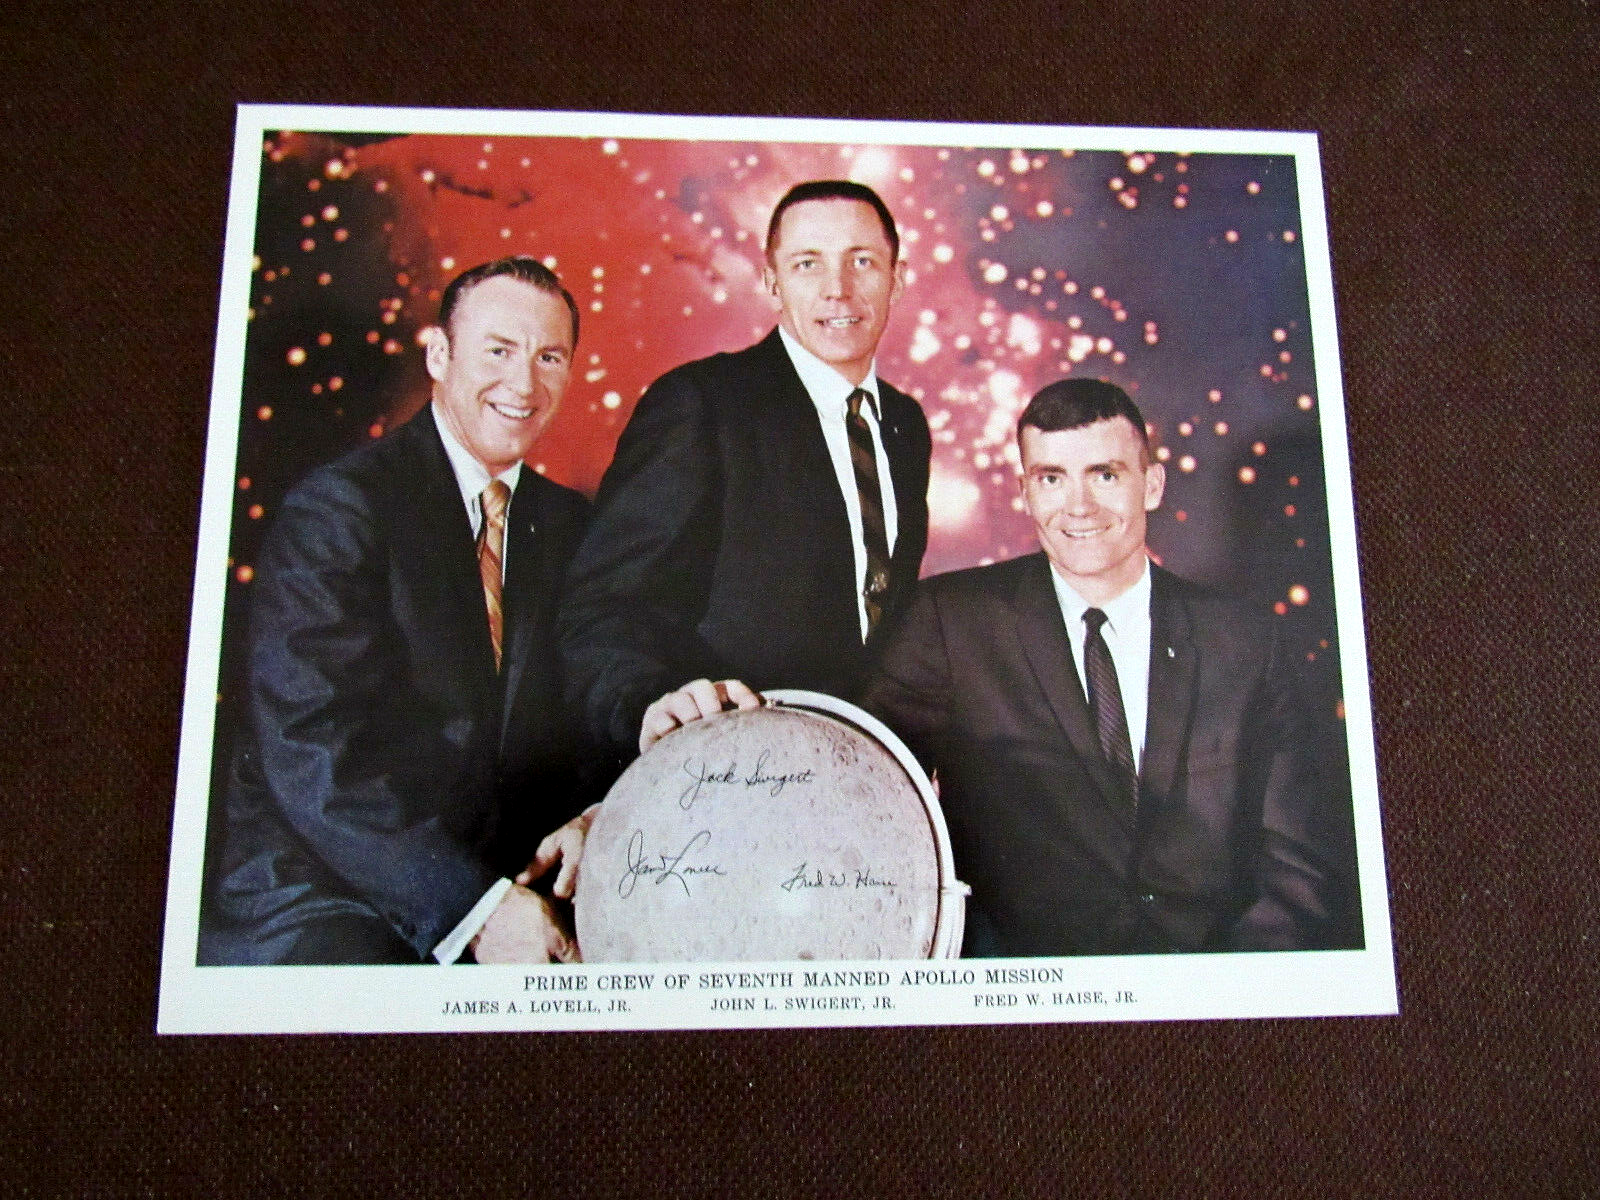 Jack Swigert
Jim Lovell
Fred W. Haise
PRIME CREW OF SEVENTH MANNED APOLLO MISSION
JAMES A. LOVELL, JR. JOHN L. SWIGERT, JR. FRED W. HAISE, JR.